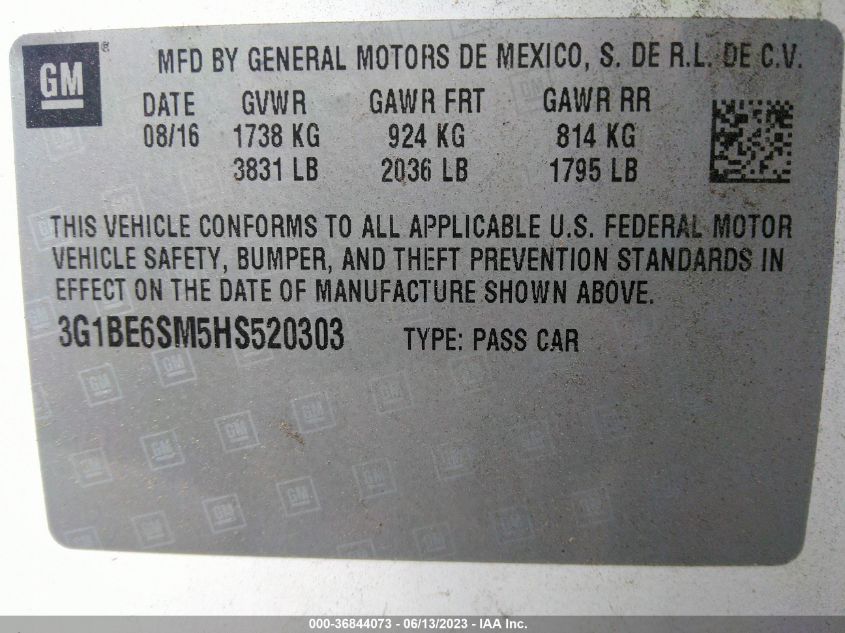 GM ® MFD BY GENERAL MOTORS DE MEXICO, S. DE R.L. DE C.V.
DATE GVWR GAWR FRT GAWR RR
08/16 1738 KG 924 KG 814 KG
3831 LB 2036 LB 1795 LB
THIS VEHICLE CONFORMS TO ALL APPLICABLE U.S. FEDERAL MOTOR
VEHICLE SAFETY, BUMPER, AND THEFT PREVENTION STANDARDS IN
EFFECT ON THE DATE OF MANUFACTURE SHOWN ABOVE.
3G1BE6SM5HS520303 TYPE: PASS CAR
000-36844073 - 06/13/2023 - IAA Inc.